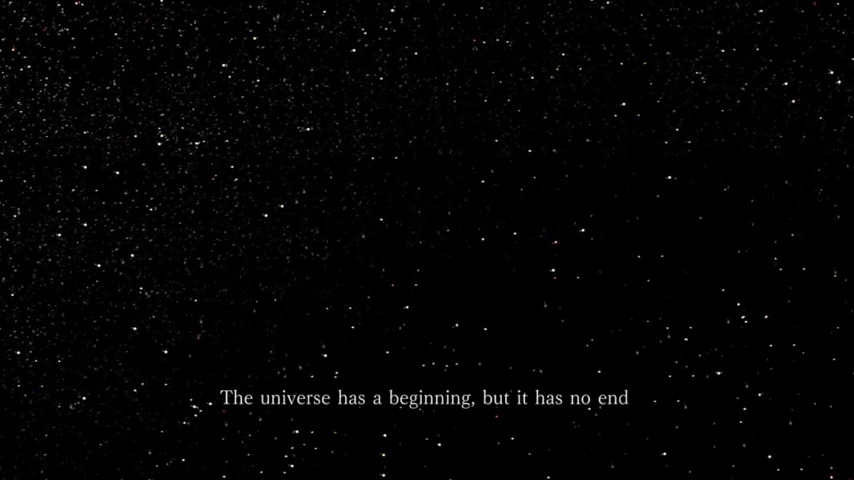 The universe has a beginning, but it has no end